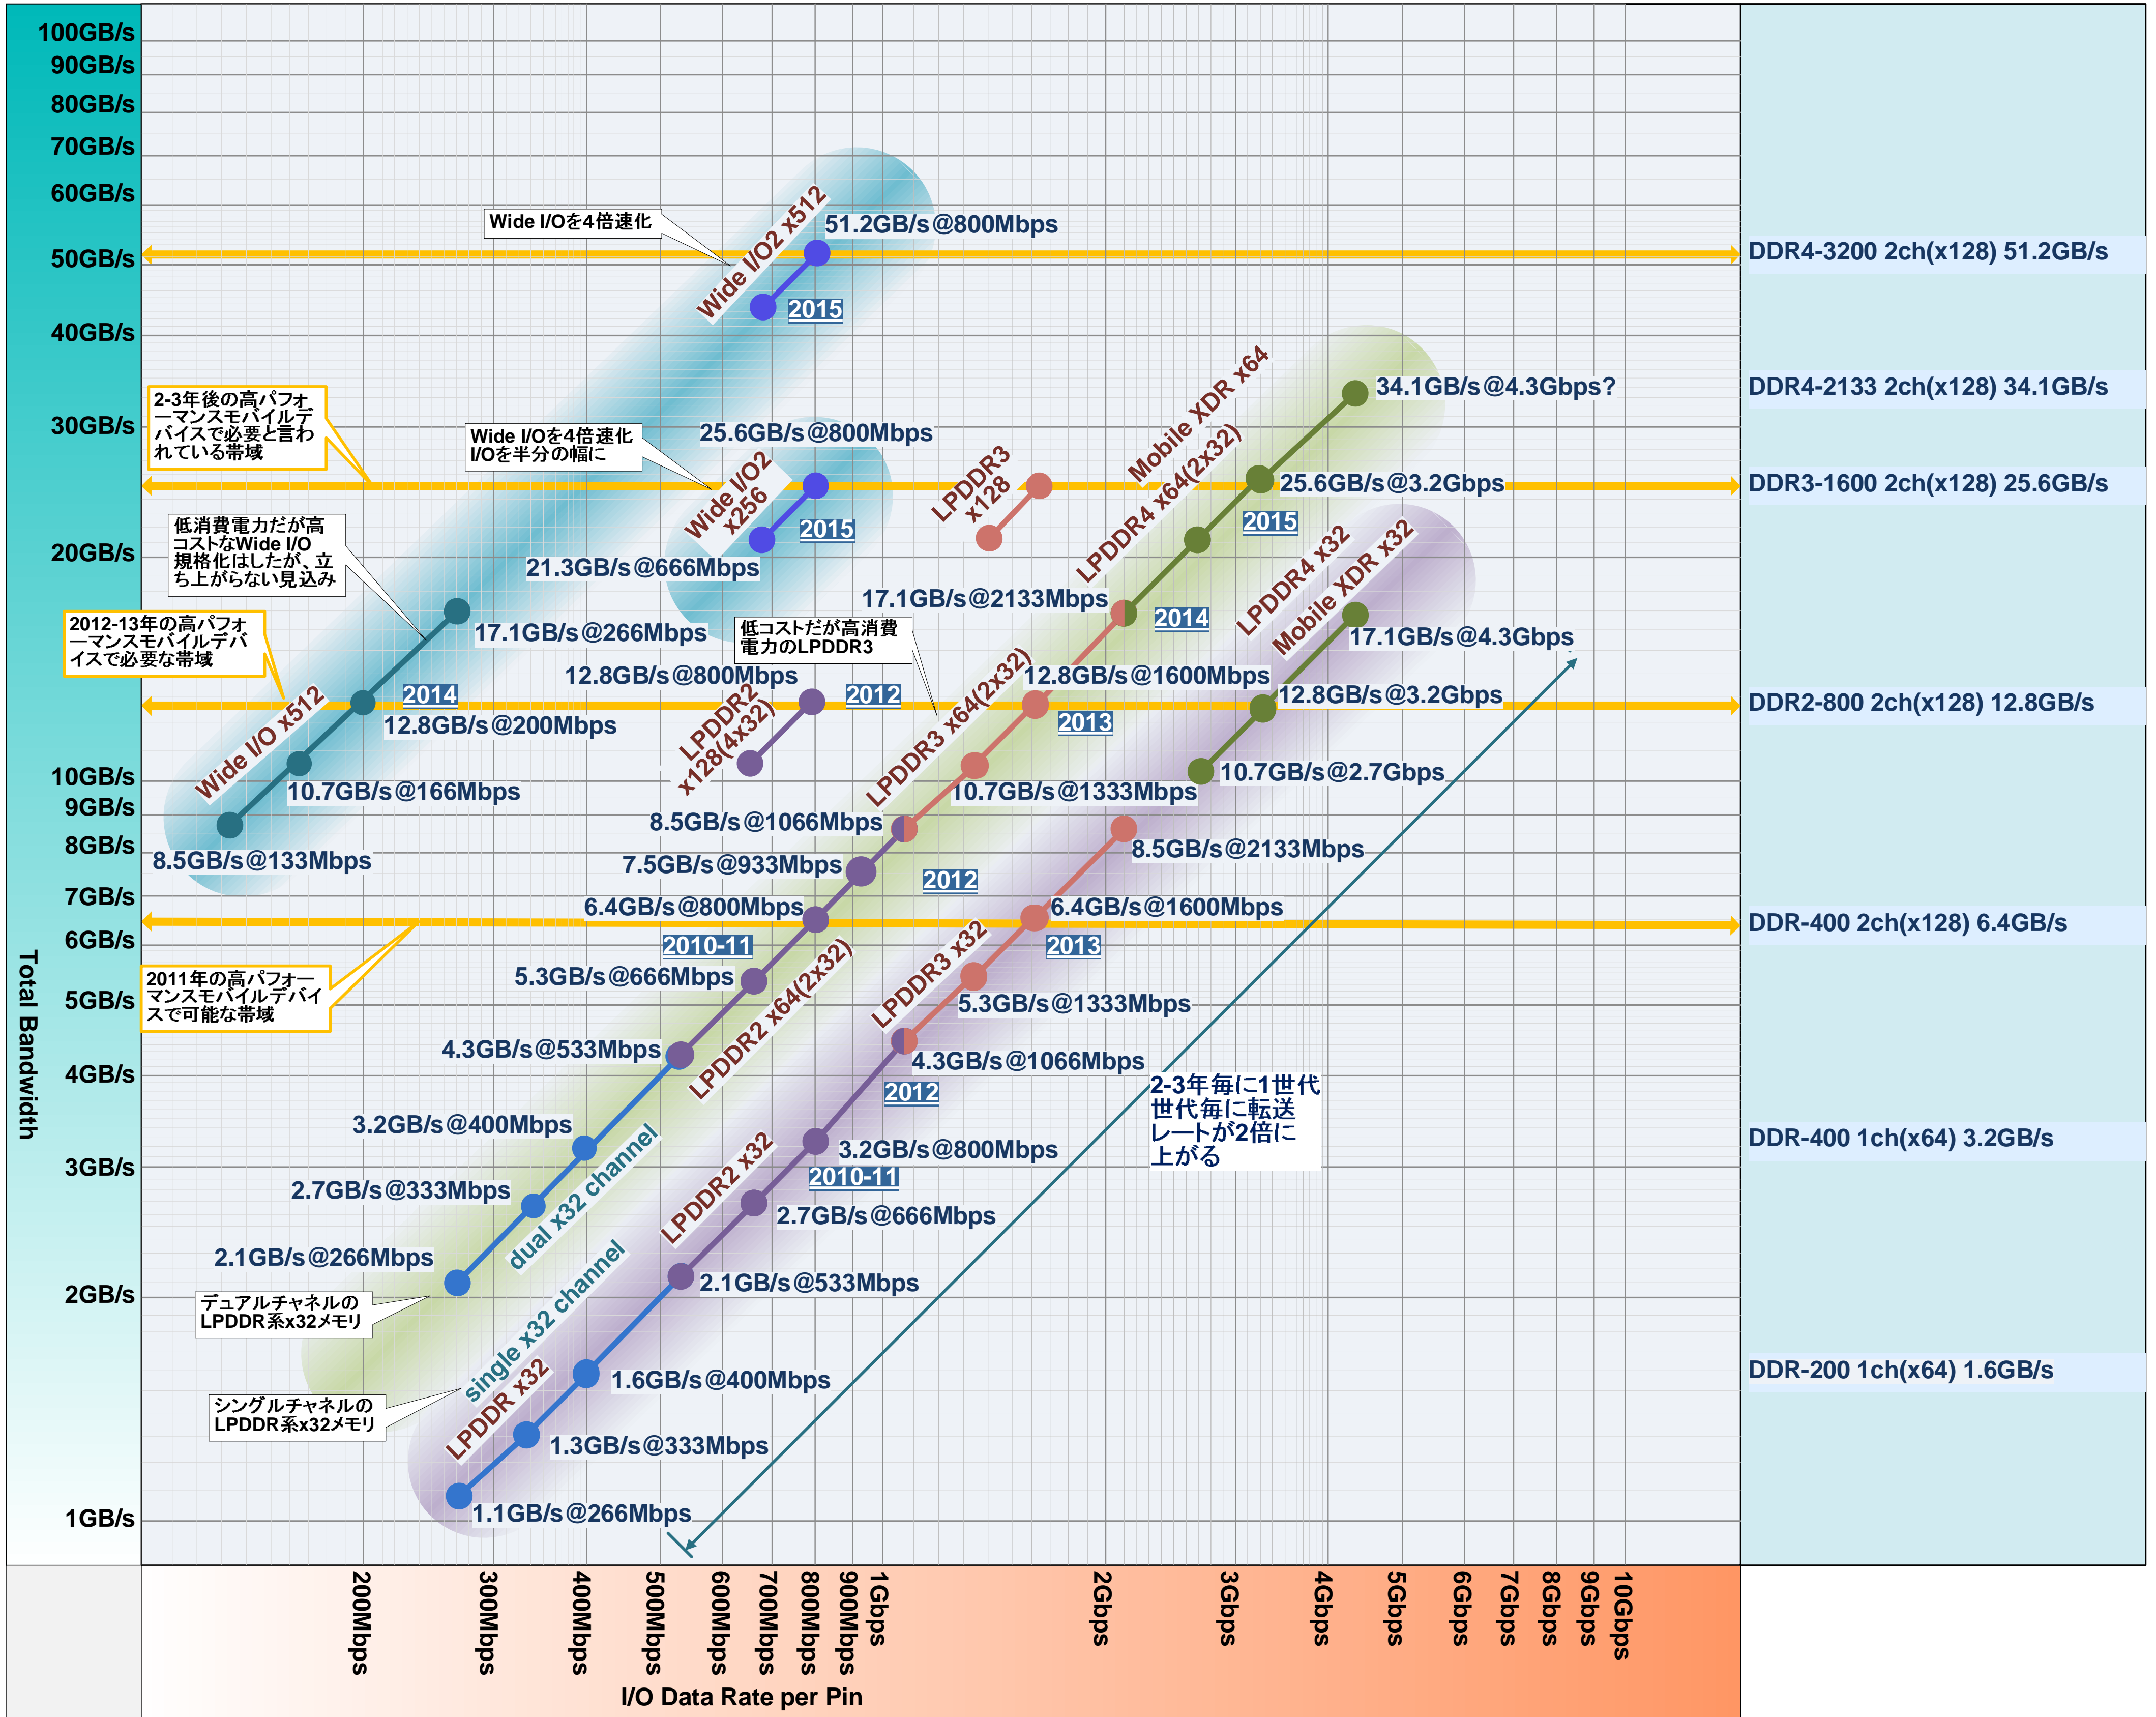 100GB/s
90GB/s
80GB/s
70GB/s
60GB/s
50GB/s
40GB/s
30GB/s
20GB/s
10GB/s
9GB/s
8GB/s
7GB/s
6GB/s
5GB/s
4GB/s
3GB/s
2GB/s
1GB/s
Total Bandwidth
Wide I/Oを4倍速化
Wide I/O2 x512
51.2GB/s@800Mbps
2015
2-3年後の高パフォ
ーマンスモバイルデ
バイスで必要と言わ
れている帯域
Wide I/Oを4倍速化
I/Oを半分の幅に
25.6GB/s@800Mbps
Wide I/O2
x256
2015
21.3GB/s@666Mbps
LPDDR3
x128
Mobile XDR x64
LPDDR4 x64(2x32)
34.1GB/s@4.3Gbps?
25.6GB/s@3.2Gbps
2015
17.1GB/s@2133Mbps
2014
低消費電力だが高
コストなWide I/O
規格化はしたが、立
ち上がらない見込み
2012-13年の高パフォ
ーマンスモバイルデバ
イスで必要な帯域
17.1GB/s@266Mbps
2014
12.8GB/s@200Mbps
Wide I/O x512
10.7GB/s@166Mbps
8.5GB/s@133Mbps
低コストだが高消費
電力のLPDDR3
12.8GB/s@800Mbps
2012
LPDDR2
x128(4x32)
LPDDR3 x64(2x32)
12.8GB/s@1600Mbps
2013
10.7GB/s@1333Mbps
LPDDR4 x32
Mobile XDR x32
17.1GB/s@4.3Gbps
12.8GB/s@3.2Gbps
10.7GB/s@2.7Gbps
8.5GB/s@1066Mbps
7.5GB/s@933Mbps
2012
8.5GB/s@2133Mbps
6.4GB/s@800Mbps
2010-11
6.4GB/s@1600Mbps
2013
2011年の高パフォー
マンスモバイルデバイ
スで可能な帯域
5.3GB/s@666Mbps
LPDDR2 x64(2x32)
LPDDR3 x32
5.3GB/s@1333Mbps
4.3GB/s@533Mbps
4.3GB/s@1066Mbps
2012
2-3年毎に1世代
世代毎に転送
レートが2倍に
上がる
3.2GB/s@400Mbps
dual x32 channel
LPDDR2 x32
3.2GB/s@800Mbps
2010-11
2.7GB/s@333Mbps
2.7GB/s@666Mbps
2.1GB/s@266Mbps
2.1GB/s@533Mbps
デュアルチャネルの
LPDDR系x32メモリ
single x32 channel
LPDDR x32
1.6GB/s@400Mbps
シングルチャネルの
LPDDR系x32メモリ
1.3GB/s@333Mbps
1.1GB/s@266Mbps
DDR4-3200 2ch(x128) 51.2GB/s
DDR4-2133 2ch(x128) 34.1GB/s
DDR3-1600 2ch(x128) 25.6GB/s
DDR2-800 2ch(x128) 12.8GB/s
DDR-400 2ch(x128) 6.4GB/s
DDR-400 1ch(x64) 3.2GB/s
DDR-200 1ch(x64) 1.6GB/s
200Mbps
300Mbps
400Mbps
500Mbps
600Mbps
700Mbps
800Mbps
900Mbps
1Gbps
2Gbps
3Gbps
4Gbps
5Gbps
6Gbps
7Gbps
8Gbps
9Gbps
10Gbps
I/O Data Rate per Pin